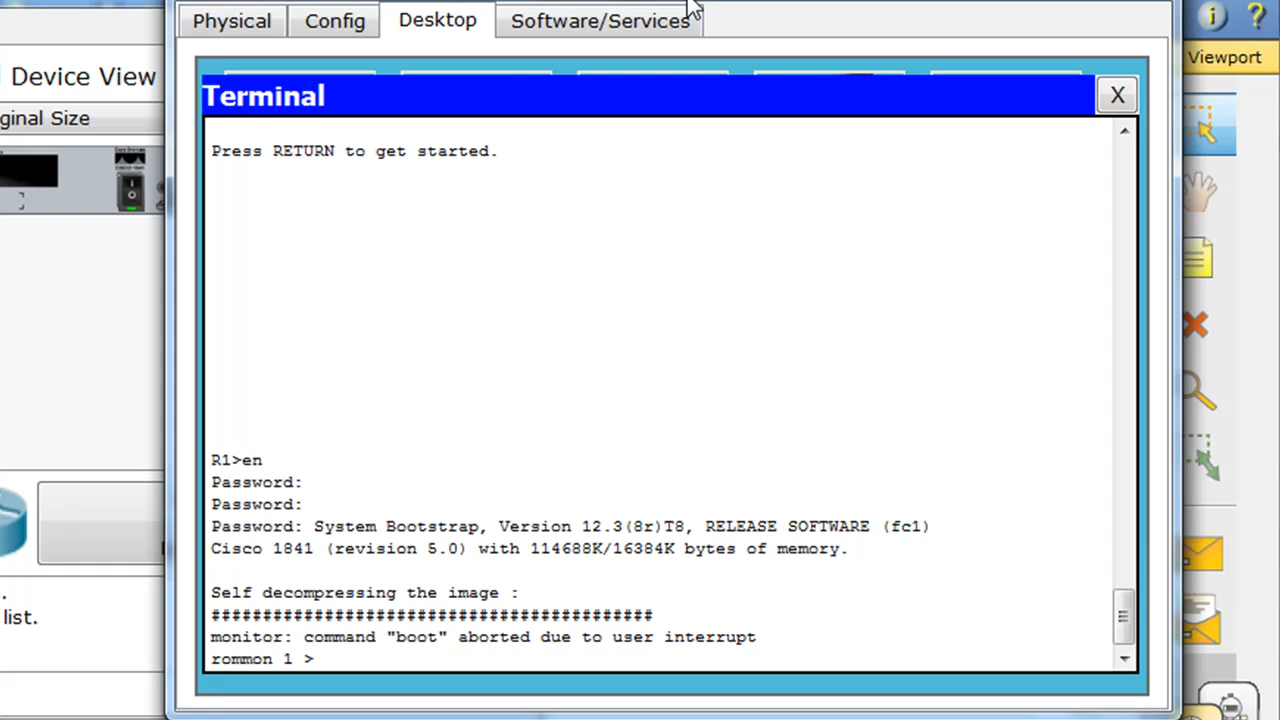 Physical
Config
Desktop
Software/Services
Viewport
Device View
ginal Size
Terminal
X
Press RETURN to get started.
R1>en
Password:
Password:
Password: System Bootstrap, Version 12.3(8r)T8, RELEASE SOFTWARE (fc1)
Cisco 1841 (revision 5.0) with 114688K/16384K bytes of memory.
Self decompressing the image :
###########################################
monitor: command "boot" aborted due to user interrupt
rommon 1 >
.
list.